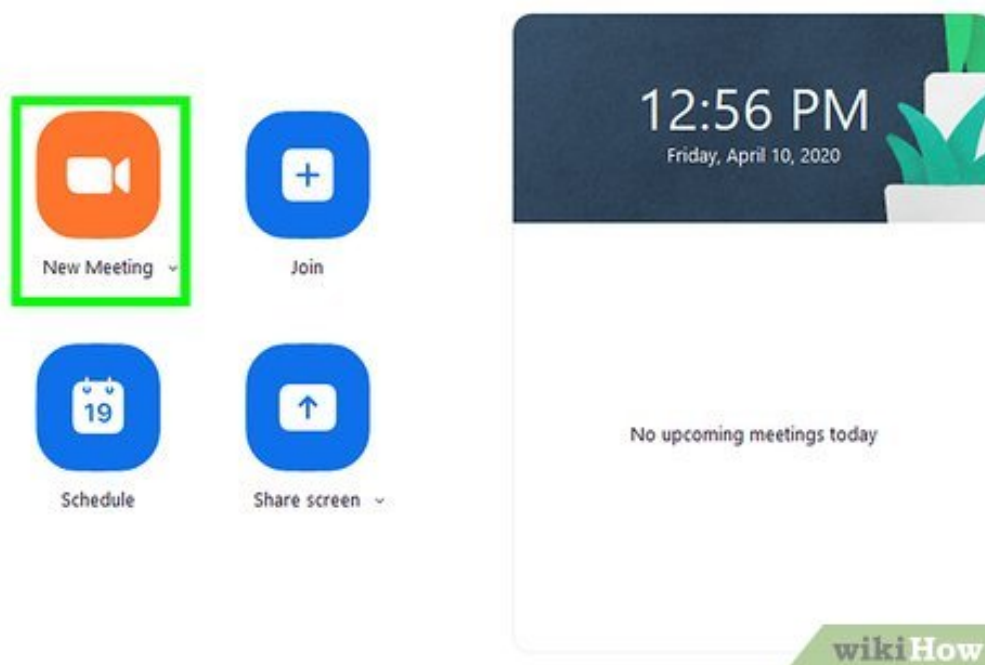 12:56 PM
Friday, April 10, 2020
New Meeting
Join
19
Schedule
Share screen
No upcoming meetings today
wikiHow